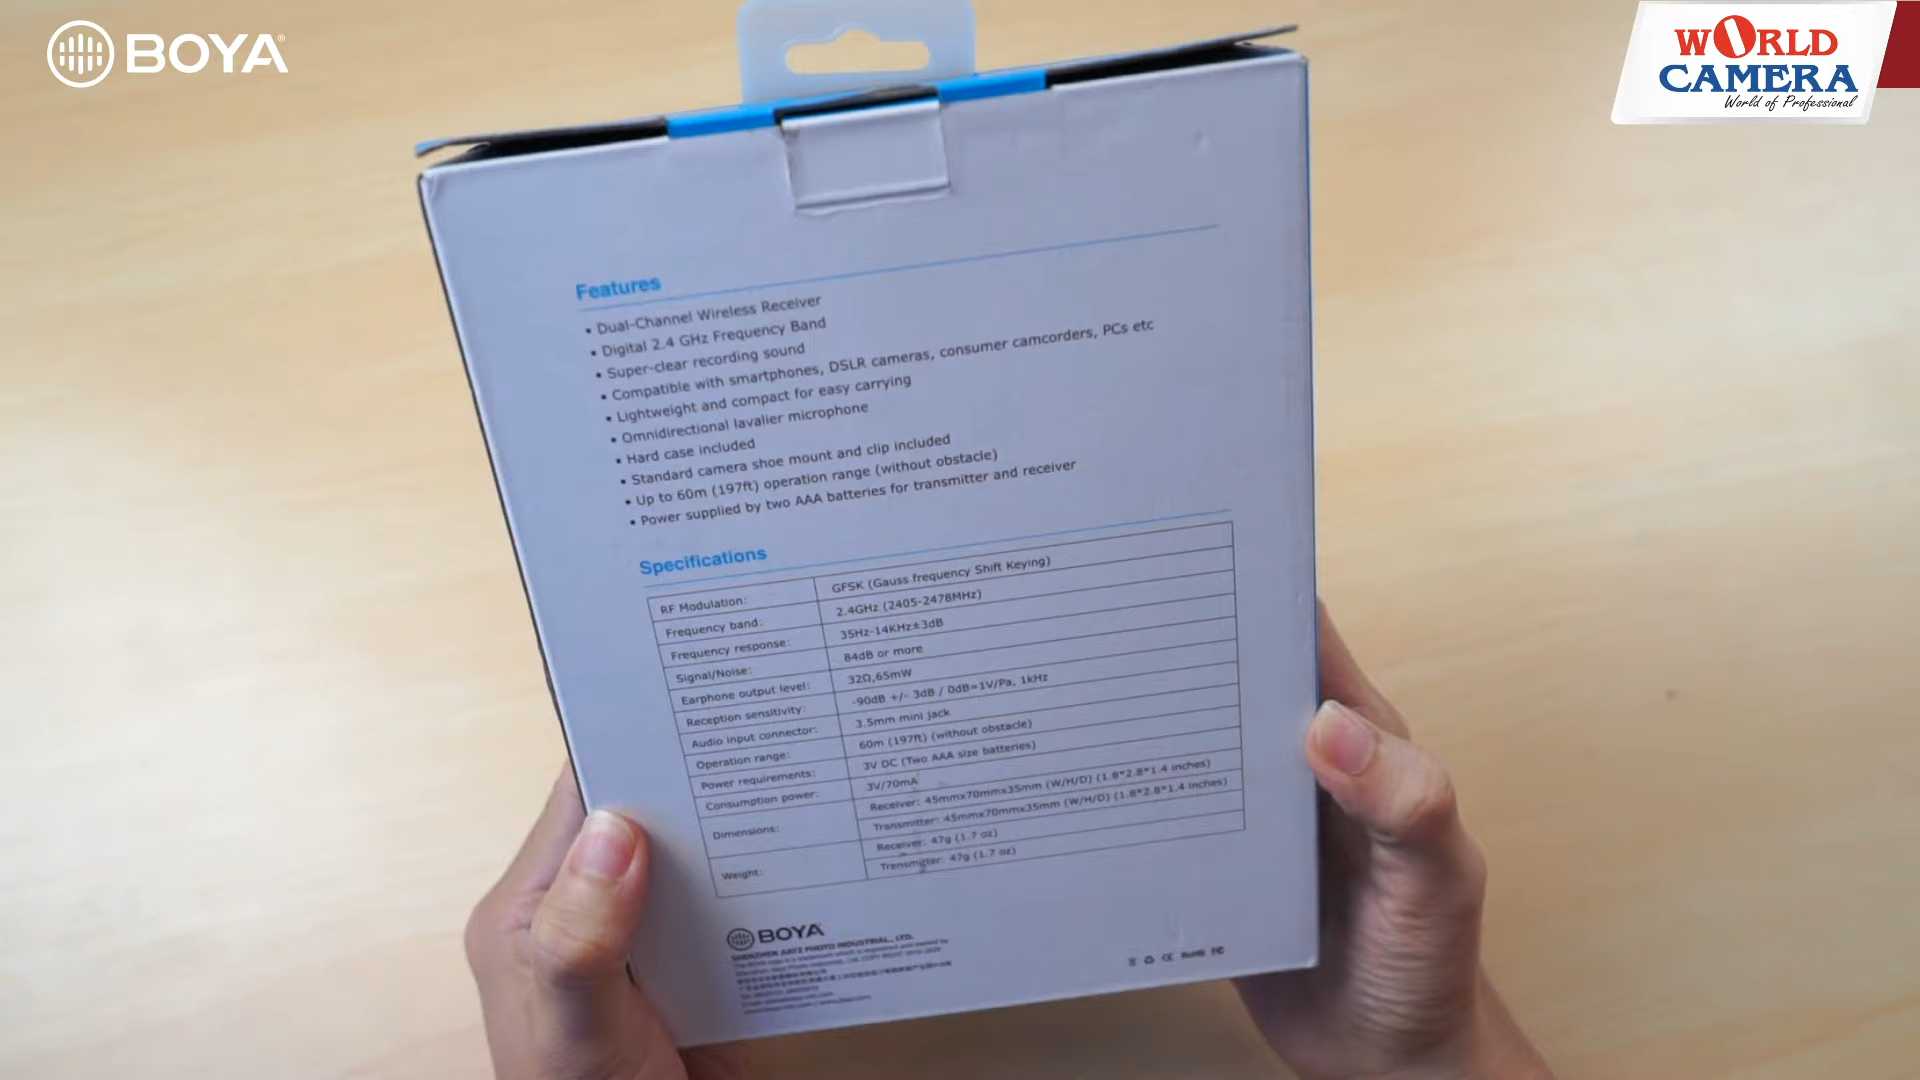 BOYA
WORLD
CAMERA
World of Professional
Features
• Dual-Channel Wireless Receiver
• Digital 2.4 GHz Frequency Band
• Super-clear recording sound
• Compatible with smartphones, DSLR cameras, consumer camcorders, PCs etc
• Lightweight and compact for easy carrying
• Omnidirectional lavalier microphone
• Hard case included
• Standard camera shoe mount and clip included
• Up to 60m (197ft) operation range (without obstacle)
• Power supplied by two AAA batteries for transmitter and receiver
Specifications
RF Modulation: GFSK (Gauss frequency Shift Keying)
Frequency band: 2.4GHz (2405-2478MHz)
Frequency response: 35Hz-14KHz±3dB
Signal/Noise: 84dB or more
Earphone output level: 32Ω,65mW
Reception sensitivity: -90dB +/- 3dB / 0dB=1V/Pa, 1kHz
Audio input connector: 3.5mm mini jack
Operation range: 60m (197ft) (without obstacle)
Power requirements: 3V DC (Two AAA size batteries)
Consumption power: 3V/70mA
Dimensions: Receiver: 45mmx70mmx35mm (W/H/D) (1.8*2.8*1.4 inches)
Transmitter: 45mmx70mmx35mm (W/H/D) (1.8*2.8*1.4 inches)
Weight: Receiver: 47g (1.7 oz)
Transmitter: 47g (1.7 oz)
BOYA
SHENZHEN JIAYZ PHOTO INDUSTRIAL., LTD.
CE RoHS FC